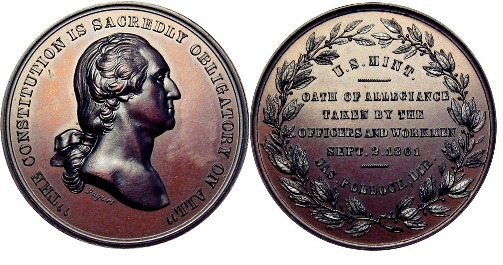 "THE CONSTITUTION IS SACREDLY OBLIGATORY ON ALL"
Paquet
U.S. MINT.
OATH OF ALLEGIANCE
TAKEN BY THE
OFFICERS AND WORKMEN
SEPT. 2. 1861
JAS. POLLOCK, DIR.